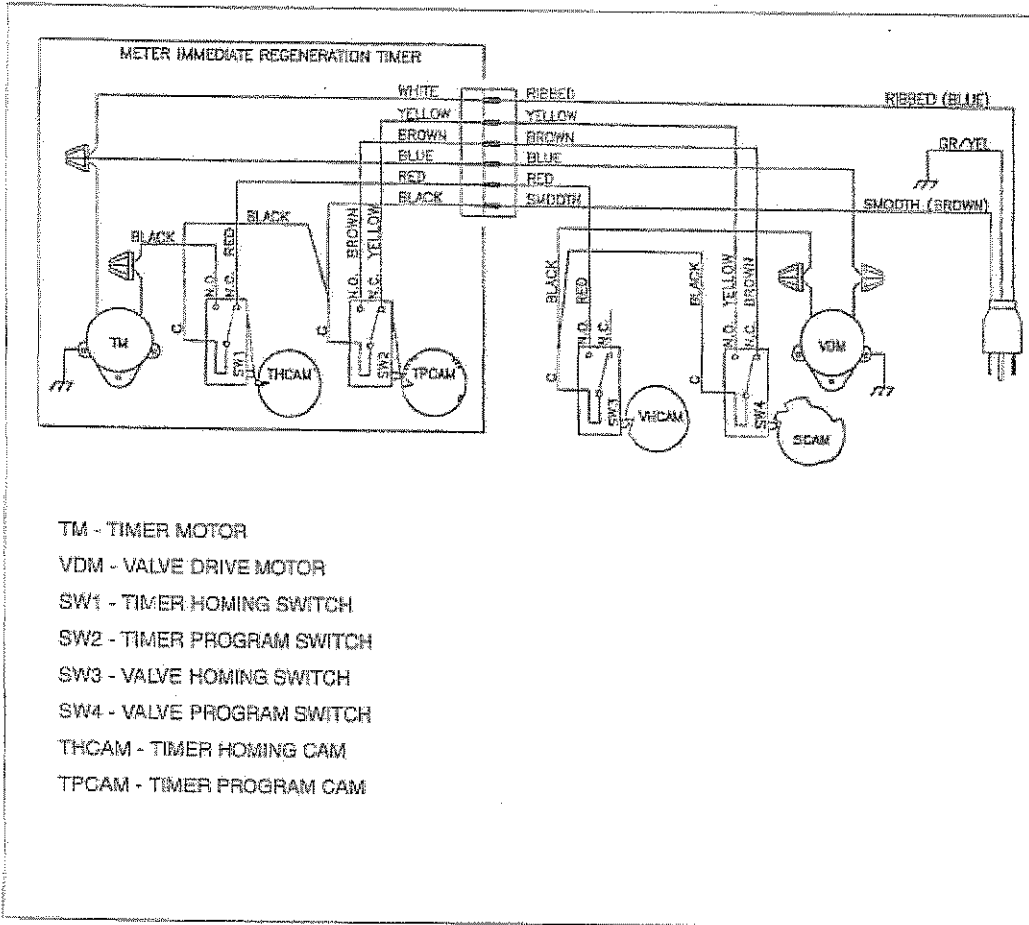 METER IMMEDIATE REGENERATION TIMER
WHITE
RIBBED
RIBBED (BLUE)
YELLOW
YELLOW
BROWN
BROWN
GR/YEL
BLUE
BLUE
RED
RED
BLACK
SMOOTH
SMOOTH (BROWN)
BLACK
BLACK
RED
BROWN
YELLOW
BLACK
RED
BLACK
YELLOW
BROWN
N.O.
N.C.
N.O.
N.C.
N.O.
N.C.
N.O.
N.C.
C
C
C
C
TM
SW1
THCAM
SW2
TPCAM
SW3
VHCAM
SW4
SCAM
VDM
TM - TIMER MOTOR
VDM - VALVE DRIVE MOTOR
SW1 - TIMER HOMING SWITCH
SW2 - TIMER PROGRAM SWITCH
SW3 - VALVE HOMING SWITCH
SW4 - VALVE PROGRAM SWITCH
THCAM - TIMER HOMING CAM
TPCAM - TIMER PROGRAM CAM